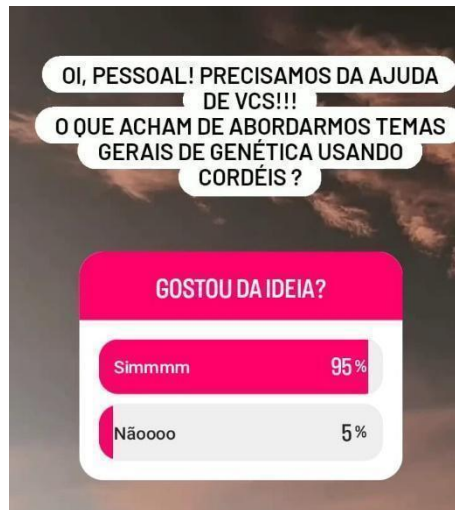 OI, PESSOAL! PRECISAMOS DA AJUDA
DE VCS!!!
O QUE ACHAM DE ABORDARMOS TEMAS
GERAIS DE GENÉTICA USANDO
CORDÉIS ?
GOSTOU DA IDEIA?
Simmmm 95%
Nãoooo 5%